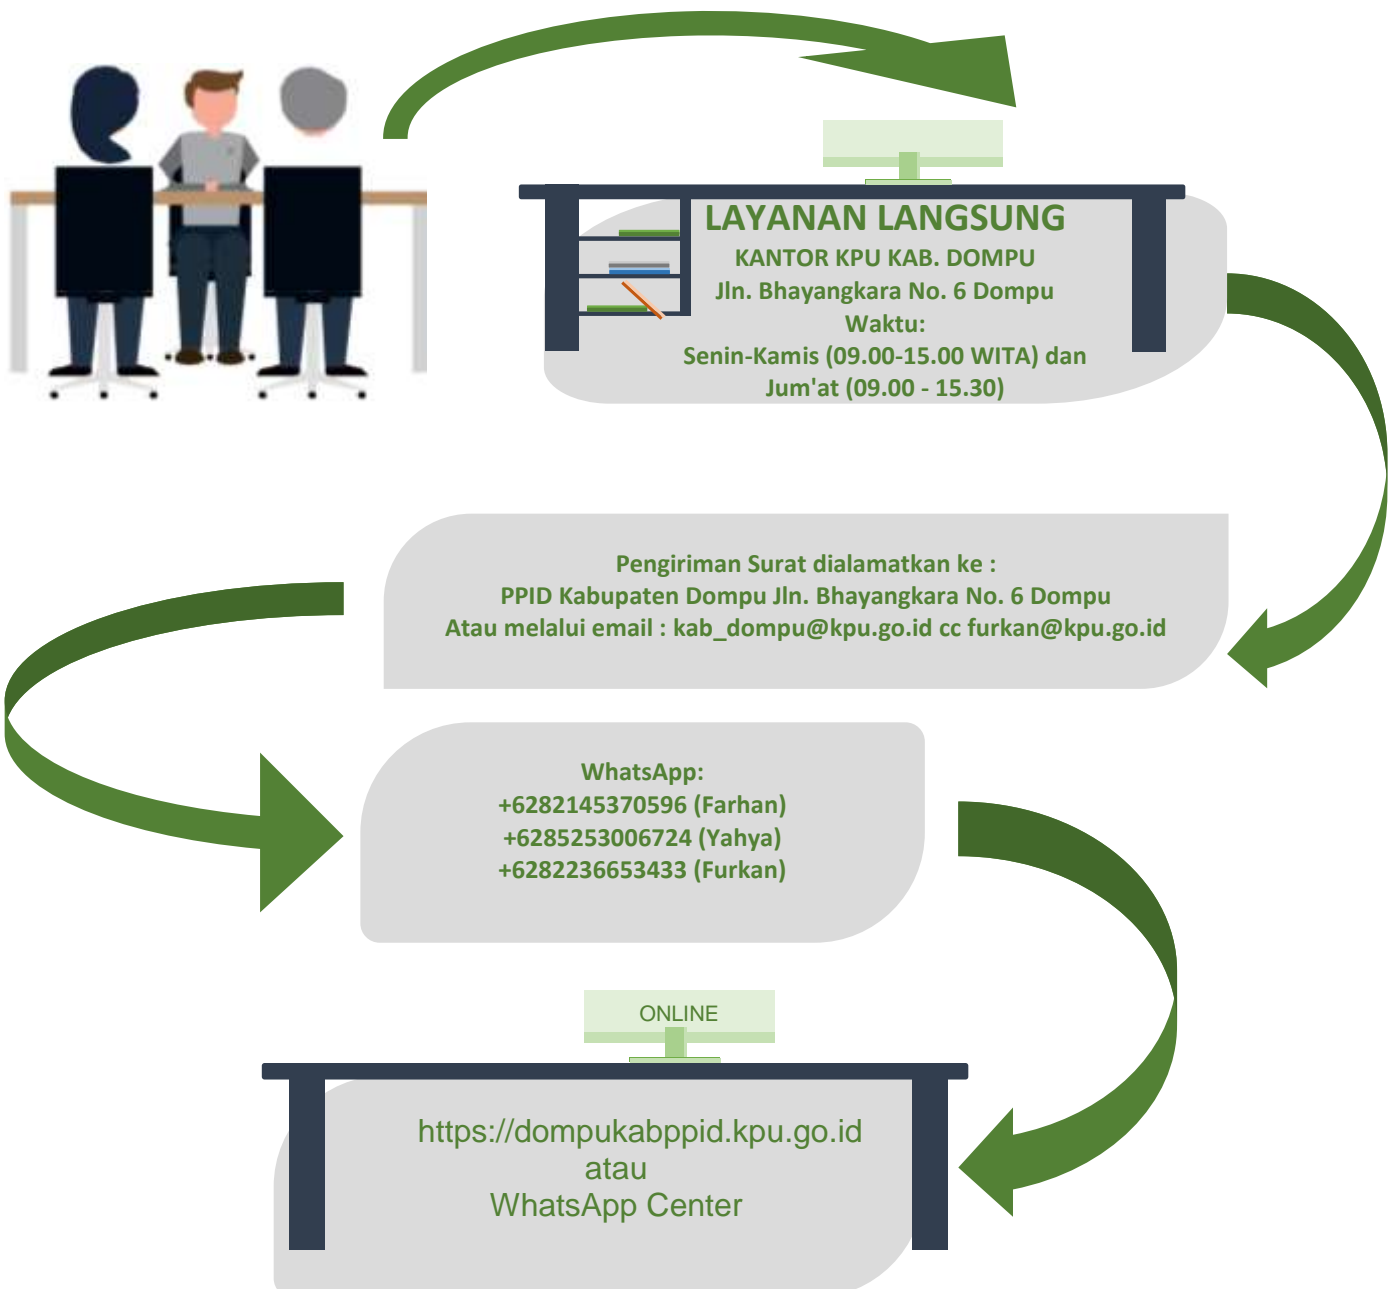 LAYANAN LANGSUNG
KANTOR KPU KAB. DOMPU
Jln. Bhayangkara No. 6 Dompu
Waktu:
Senin-Kamis (09.00-15.00 WITA) dan
Jum'at (09.00 - 15.30)
Pengiriman Surat dialamatkan ke :
PPID Kabupaten Dompu Jln. Bhayangkara No. 6 Dompu
Atau melalui email : kab_dompu@kpu.go.id cc furkan@kpu.go.id
WhatsApp:
+6282145370596 (Farhan)
+6285253006724 (Yahya)
+6282236653433 (Furkan)
ONLINE
https://dompukabppid.kpu.go.id
atau
WhatsApp Center